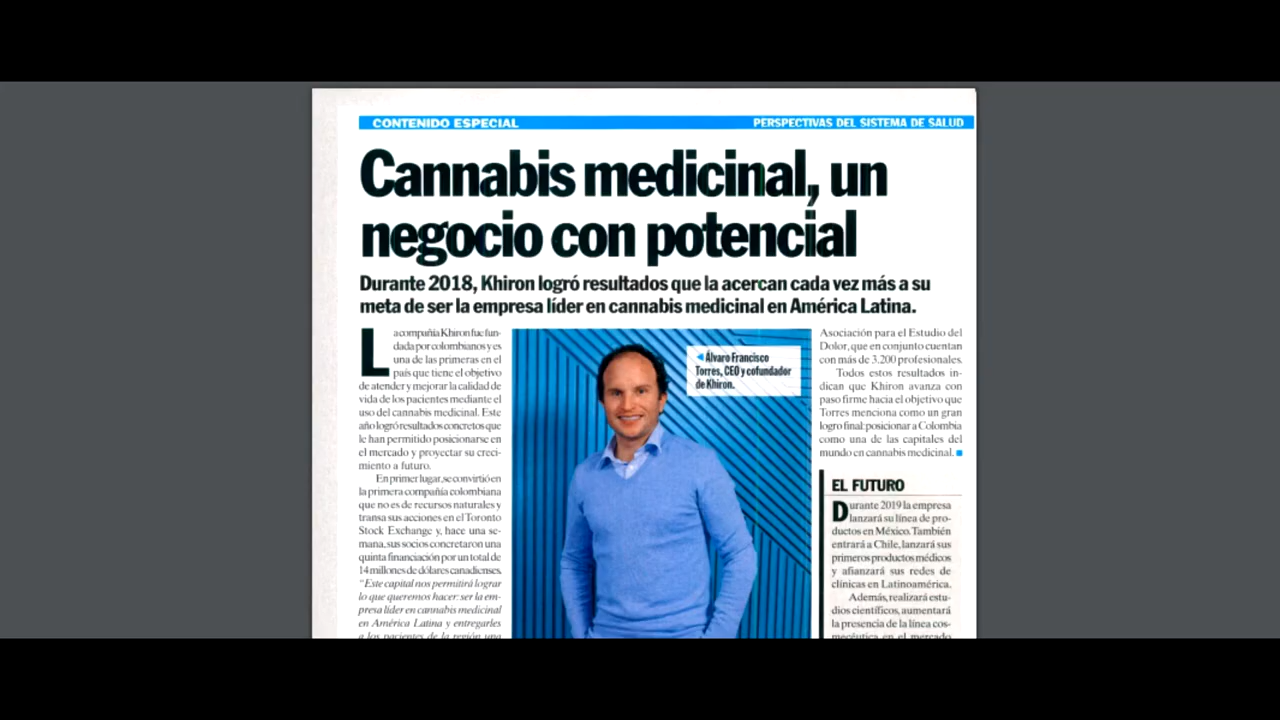 CONTENIDO ESPECIAL
PERSPECTIVAS DEL SISTEMA DE SALUD
Cannabis medicinal, un
negocio con potencial
Durante 2018, Khiron logró resultados que la acercan cada vez más a su
meta de ser la empresa líder en cannabis medicinal en América Latina.
La compañía Khiron fue fun-
dada por colombianos y es
una de las primeras en el
país que tiene el objetivo
de atender y mejorar la calidad de
vida de los pacientes mediante el
uso del cannabis medicinal. Este
año logró resultados concretos que
le han permitido posicionarse en
el mercado y proyectar su creci-
miento a futuro.
En primer lugar, se convirtió en
la primera compañía colombiana
que no es de recursos naturales y
transa sus acciones en el Toronto
Stock Exchange y, hace una se-
mana, sus socios concretaron una
quinta financiación por un total de
14 millones de dólares canadienses.
"Este capital nos permitirá lograr
lo que queremos hacer: ser la em-
presa líder en cannabis medicinal
en América Latina y entregarles
a los pacientes de la región una
Álvaro Francisco
Torres, CEO y cofundador
de Khiron.
Asociación para el Estudio del
Dolor, que en conjunto cuentan
con más de 3.200 profesionales.
Todos estos resultados in-
dican que Khiron avanza con
paso firme hacia el objetivo que
Torres menciona como un gran
logro final: posicionar a Colombia
como una de las capitales del
mundo en cannabis medicinal.
EL FUTURO
Durante 2019 la empresa
lanzará su línea de pro-
ductos en México. También
entrará a Chile, lanzará sus
primeros productos médicos
y afianzará sus redes de
clínicas en Latinoamérica.
Además, realizará estu-
dios científicos, aumentará
la presencia de la línea cos-
mecéutica en el mercado